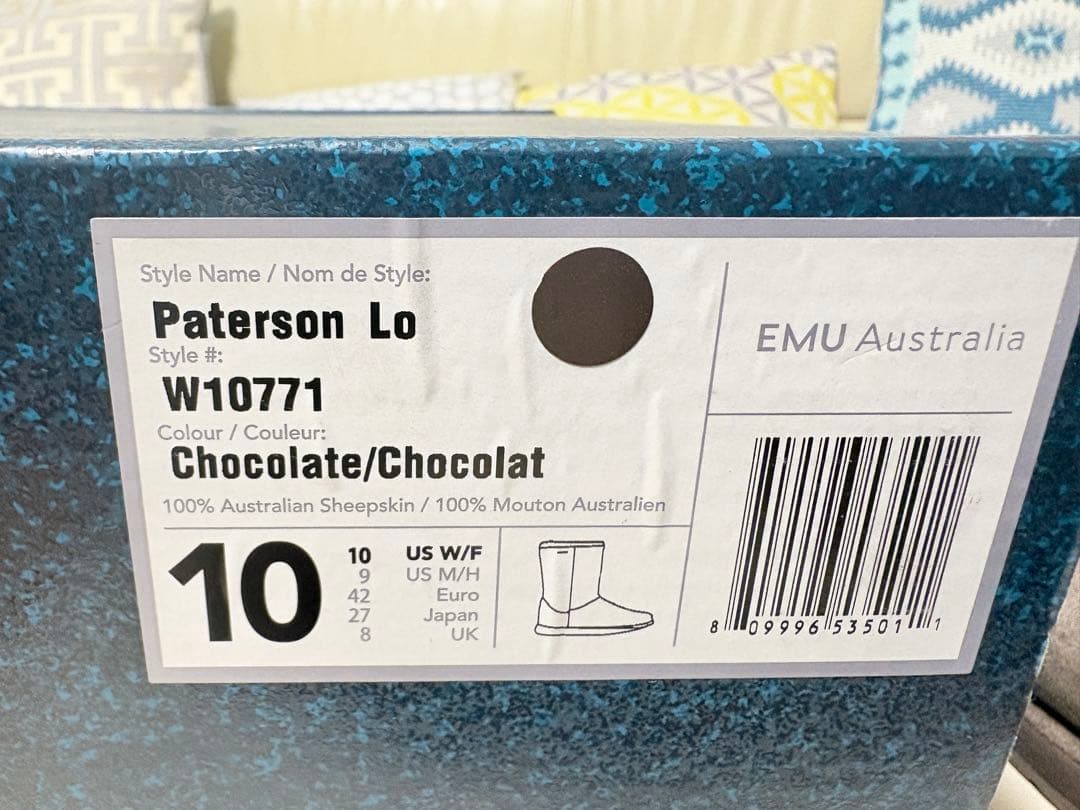 Style Name / Nom de Style:
Paterson Lo
Style #:
W10771
Colour / Couleur:
Chocolate/Chocolat
100% Australian Sheepskin / 100% Mouton Australien
10
10 US W/F
9 US M/H
42 Euro
27 Japan
8 UK
EMU Australia
8 09996 53501 1